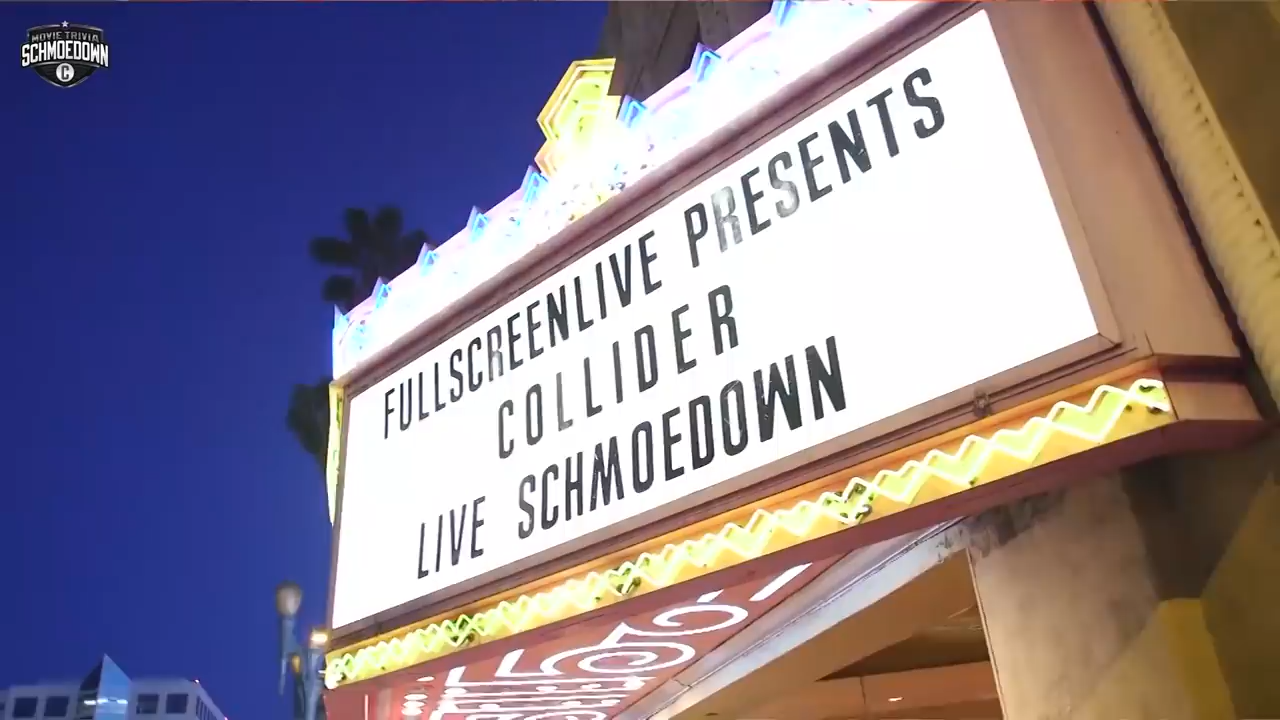 MOVIE TRIVIA
SCHMOEDOWN
C
FULLSCREENLIVE PRESENTS
COLLIDER
LIVE SCHMOEDOWN